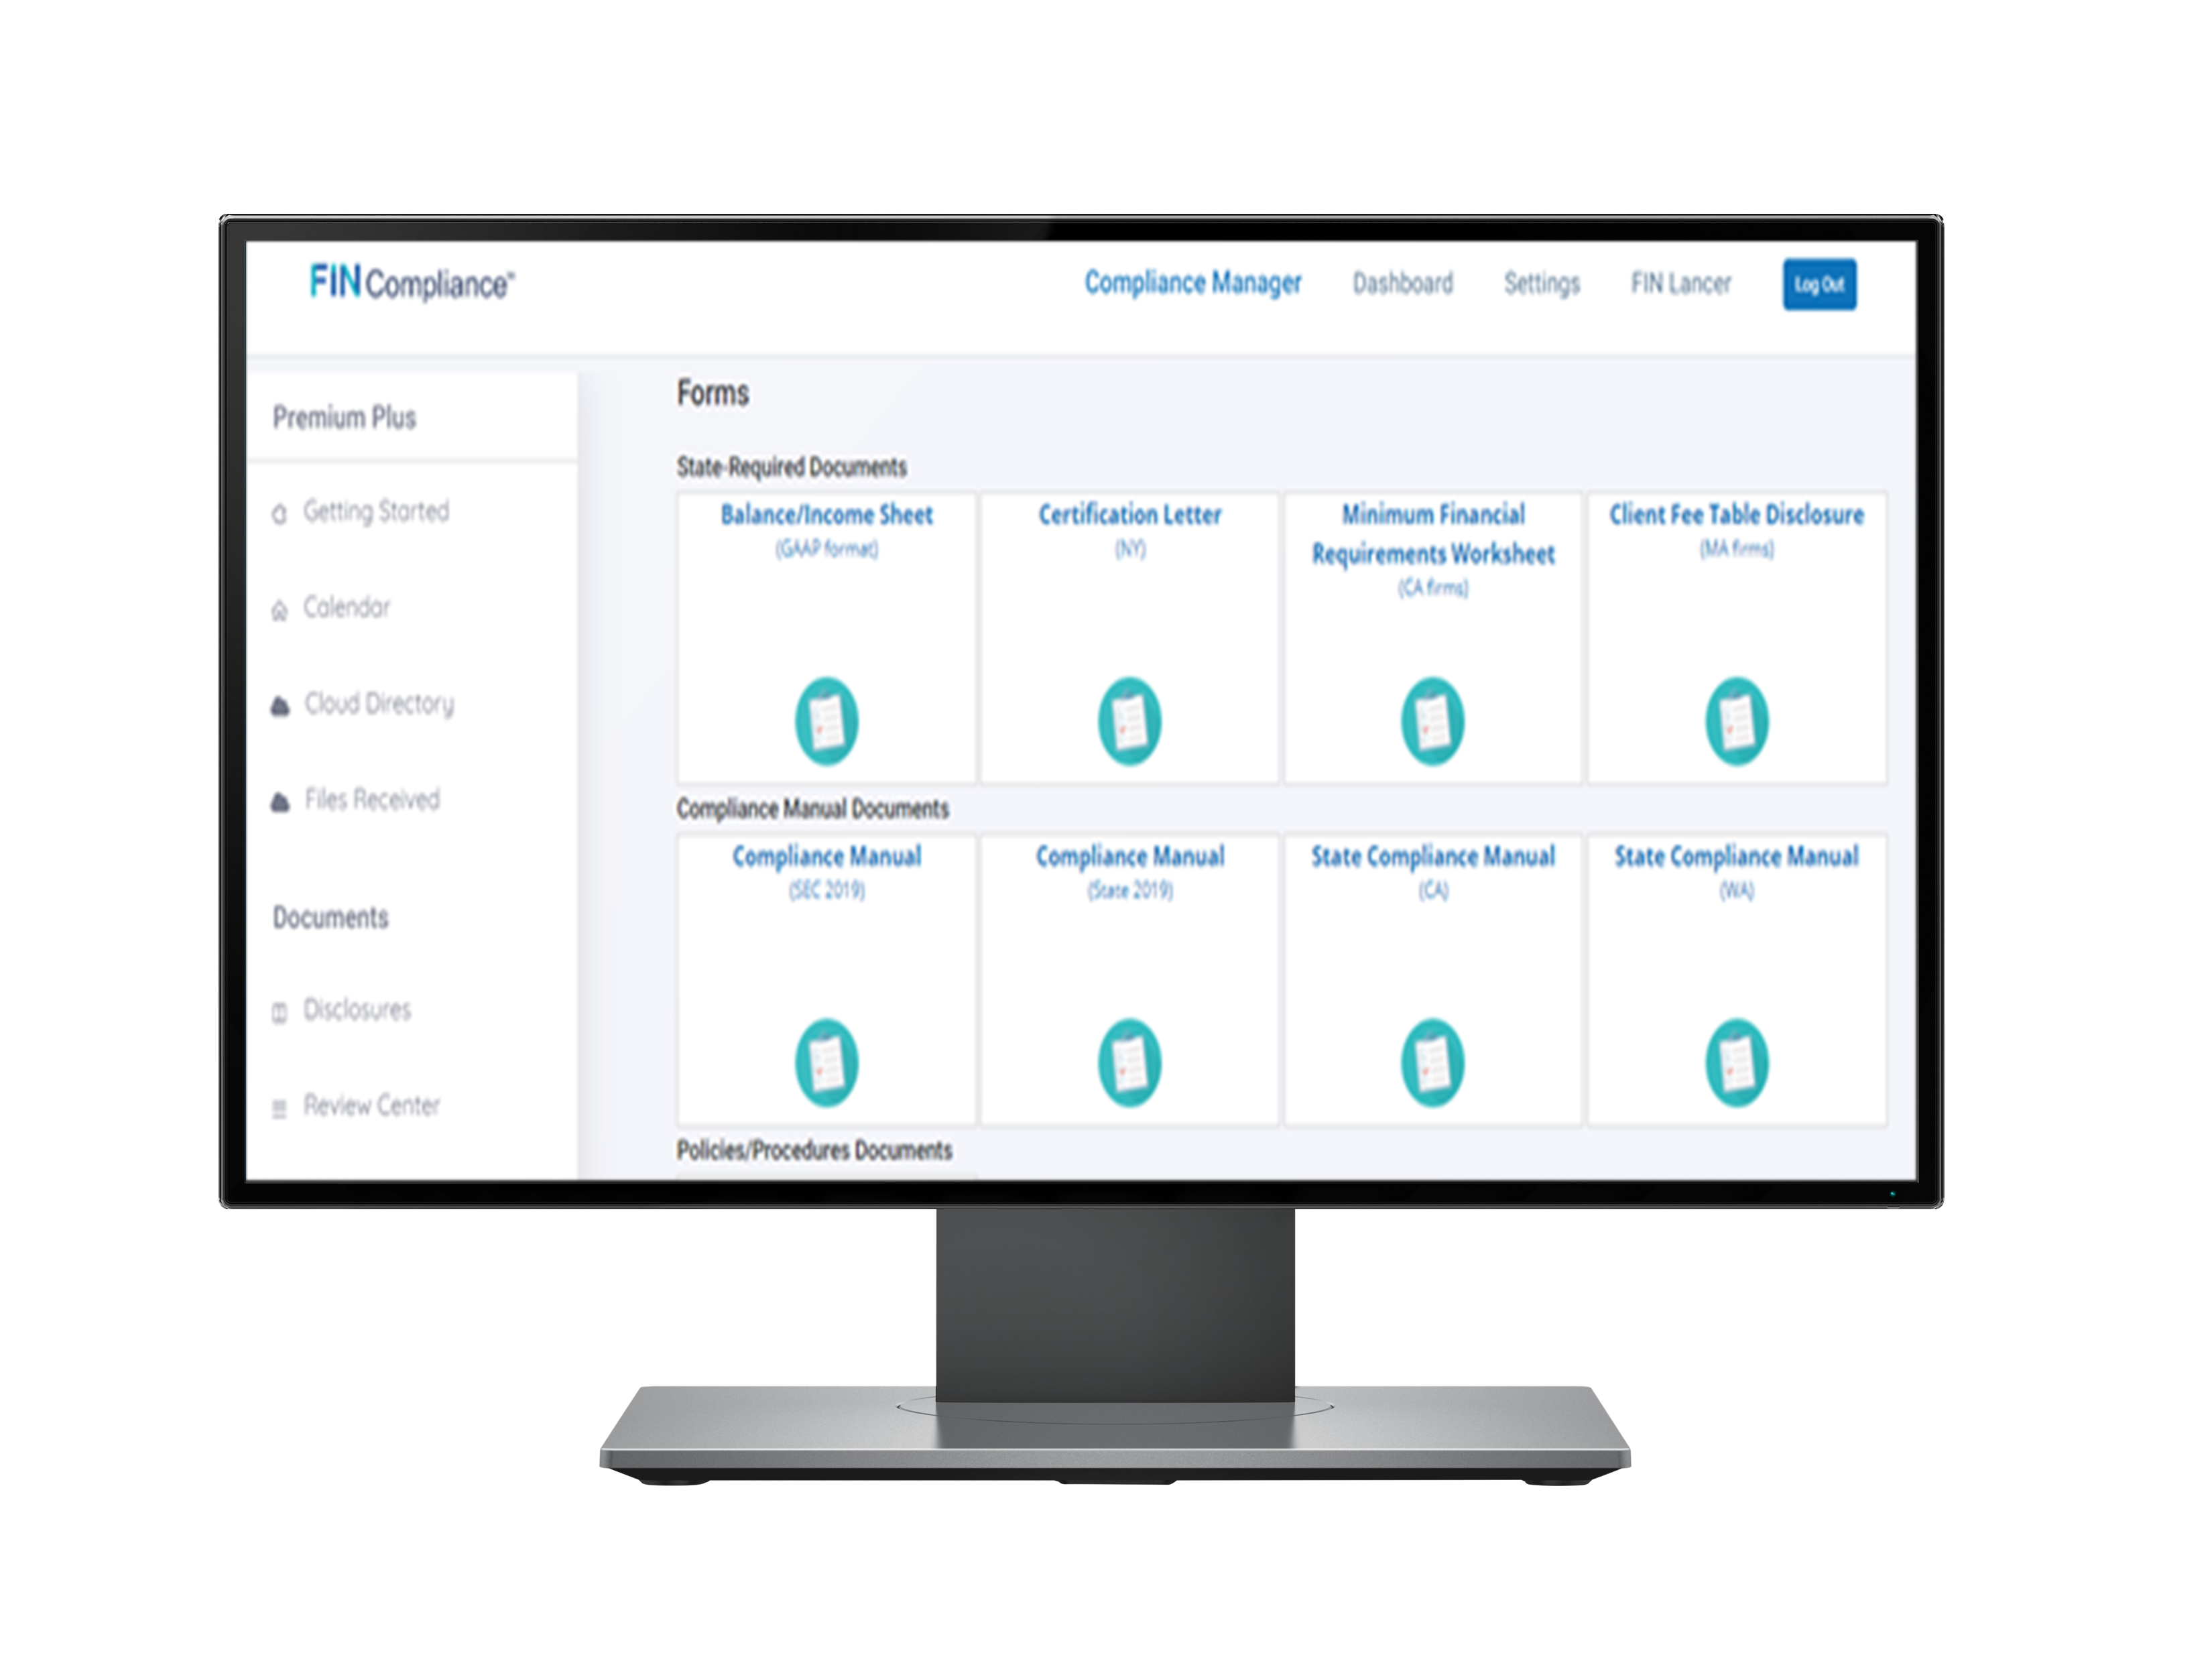 FIN Compliance™
Compliance Manager Dashboard Settings FIN Lancer Log Out
Premium Plus
Getting Started
Calendar
Cloud Directory
Files Received
Documents
Disclosures
Review Center
Forms
State-Required Documents
Balance/Income Sheet
(GAAP format)
Certification Letter
(NY)
Minimum Financial
Requirements Worksheet
(CA firms)
Client Fee Table Disclosure
(MA firms)
Compliance Manual Documents
Compliance Manual
(SEC 2019)
Compliance Manual
(State 2019)
State Compliance Manual
(CA)
State Compliance Manual
(WA)
Policies/Procedures Documents